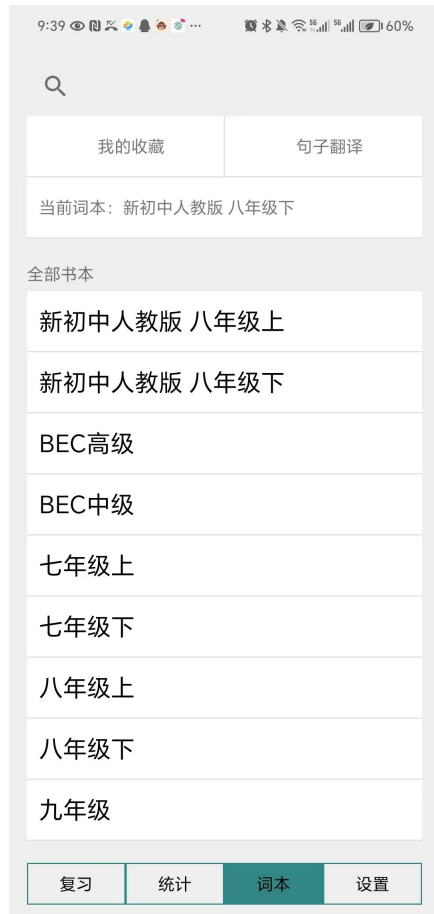 9:39 ··· 5G 5G 60%
我的收藏 句子翻译
当前词本：新初中人教版 八年级下
全部书本
新初中人教版 八年级上
新初中人教版 八年级下
BEC高级
BEC中级
七年级上
七年级下
八年级上
八年级下
九年级
复习 统计 词本 设置